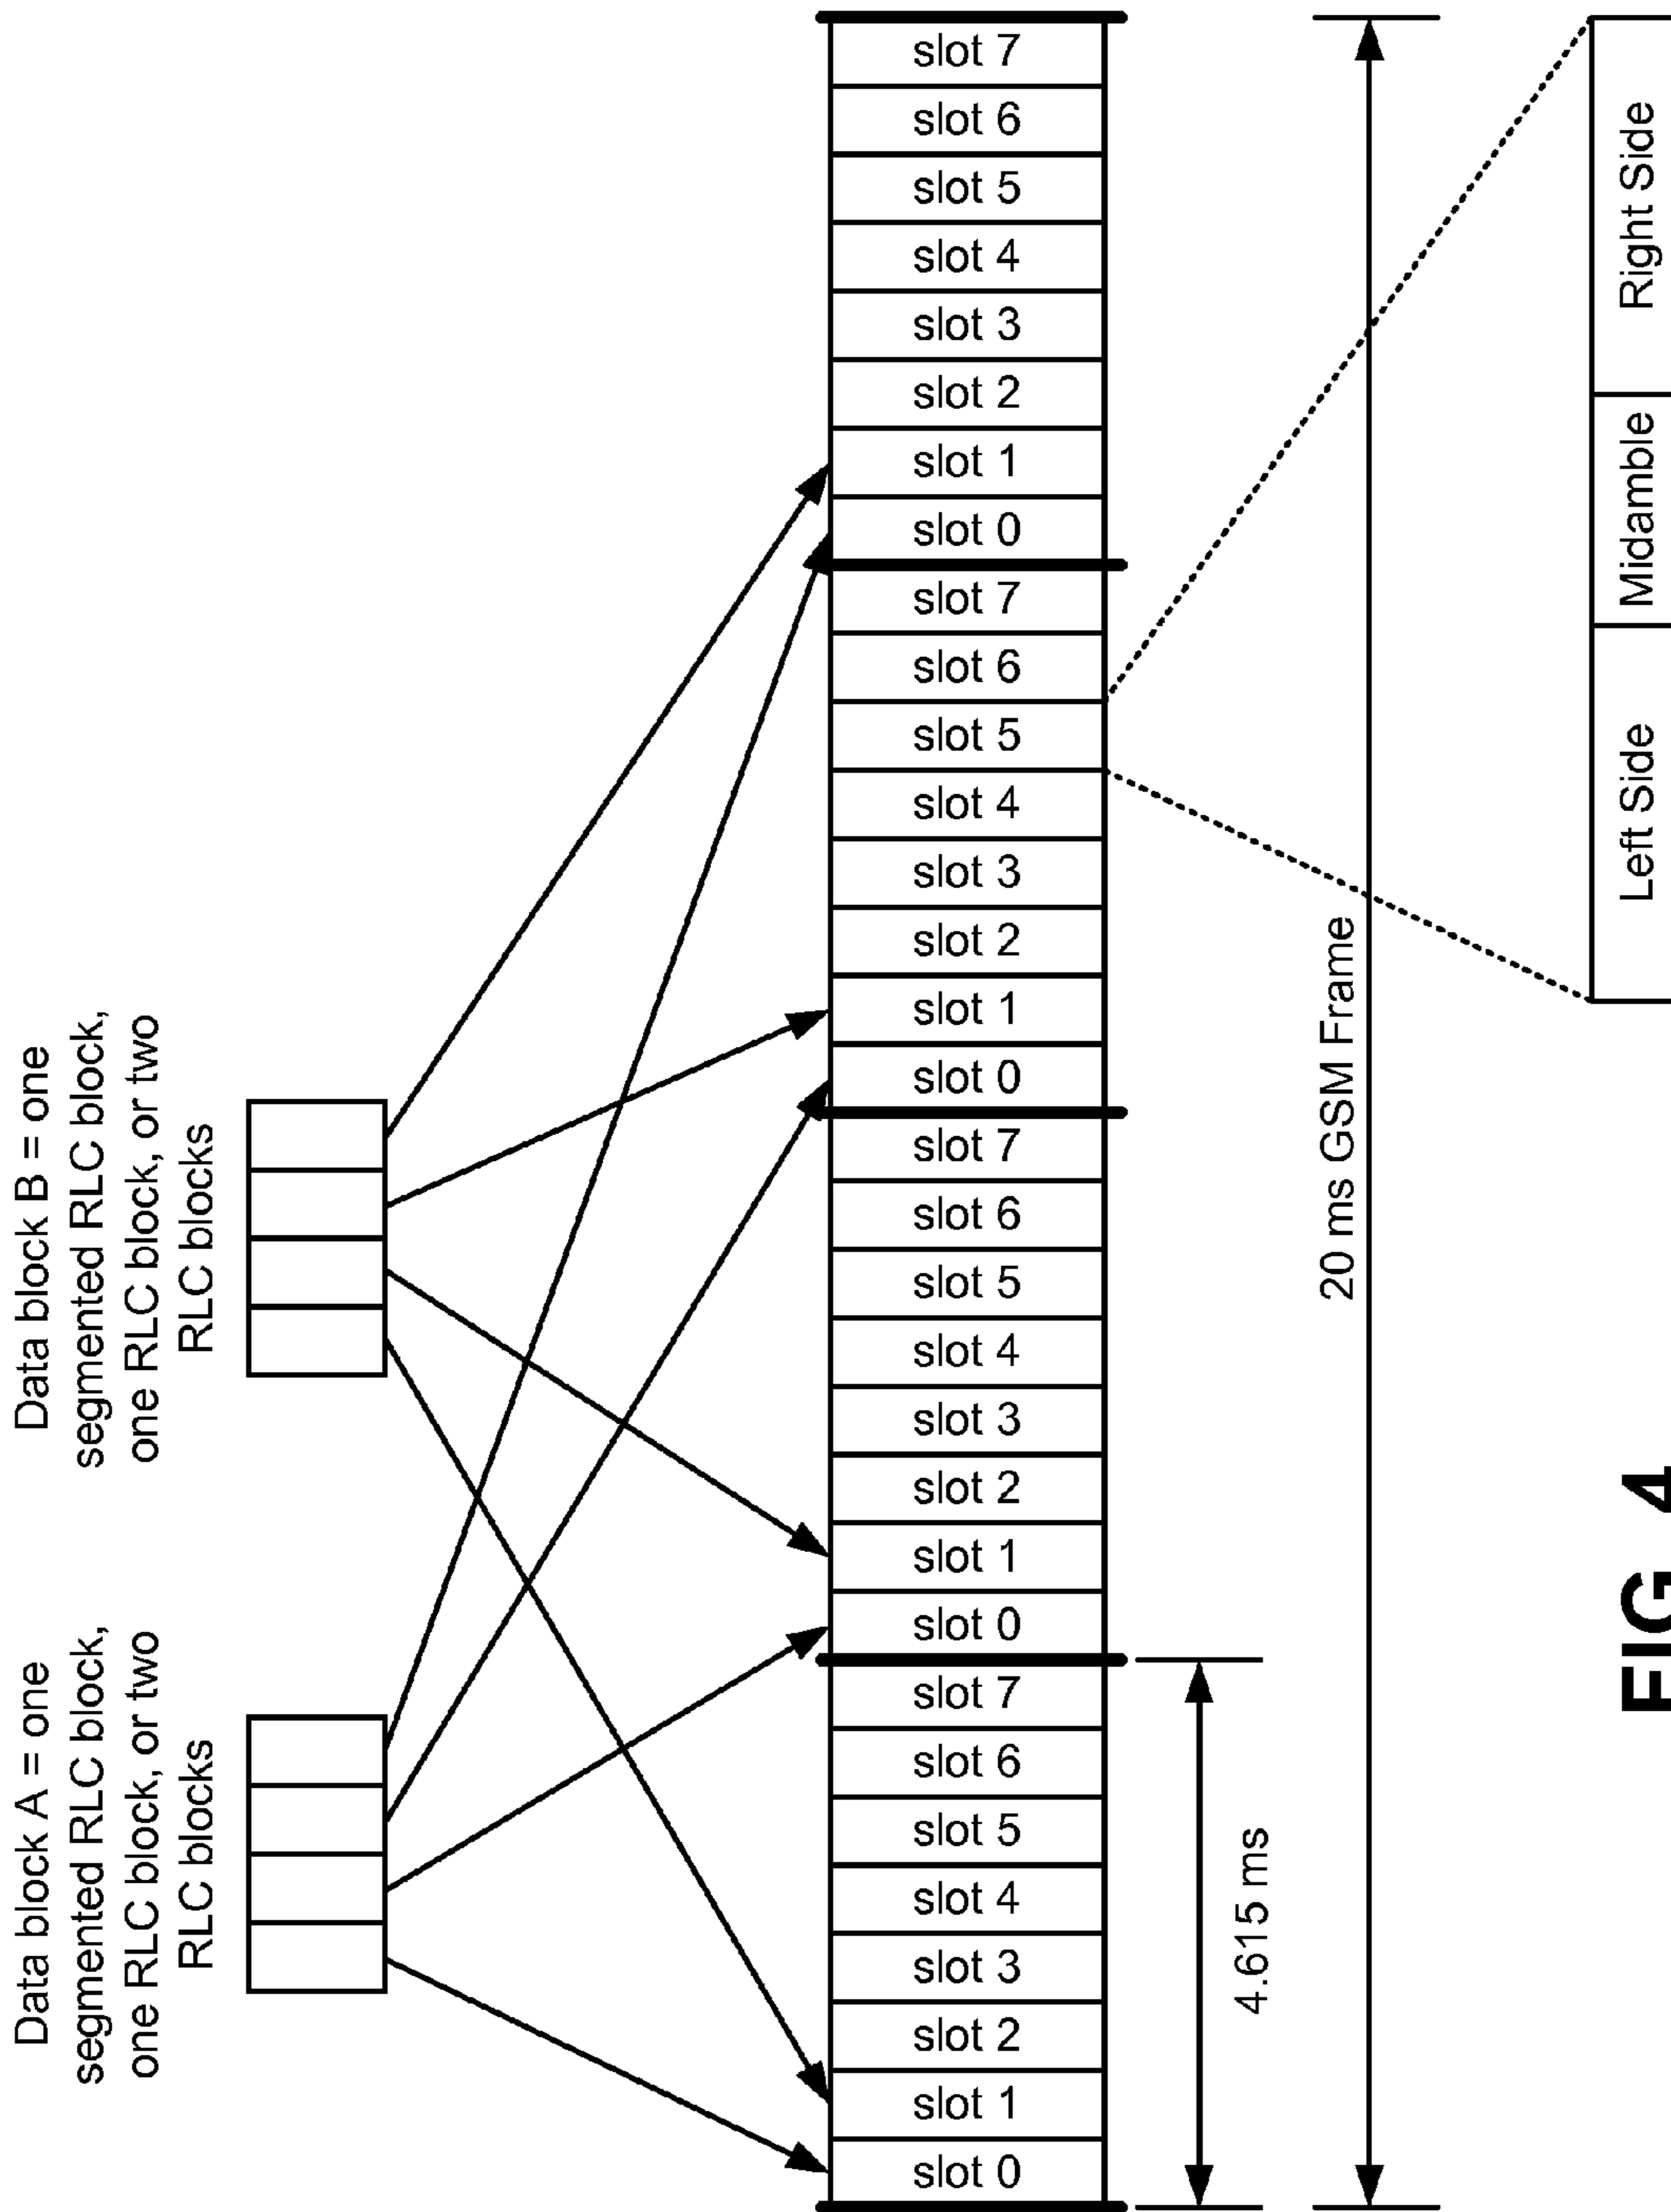 Data block A = one
segmented RLC block,
one RLC block, or two
RLC blocks
Data block B = one
segmented RLC block,
one RLC block, or two
RLC blocks
slot 0
slot 1
slot 2
slot 3
slot 4
slot 5
slot 6
slot 7
slot 0
slot 1
slot 2
slot 3
slot 4
slot 5
slot 6
slot 7
slot 0
slot 1
slot 2
slot 3
slot 4
slot 5
slot 6
slot 7
slot 0
slot 1
slot 2
slot 3
slot 4
slot 5
slot 6
slot 7
4.615 ms
20 ms GSM Frame
Left Side
Midamble
Right Side
FIG. 4